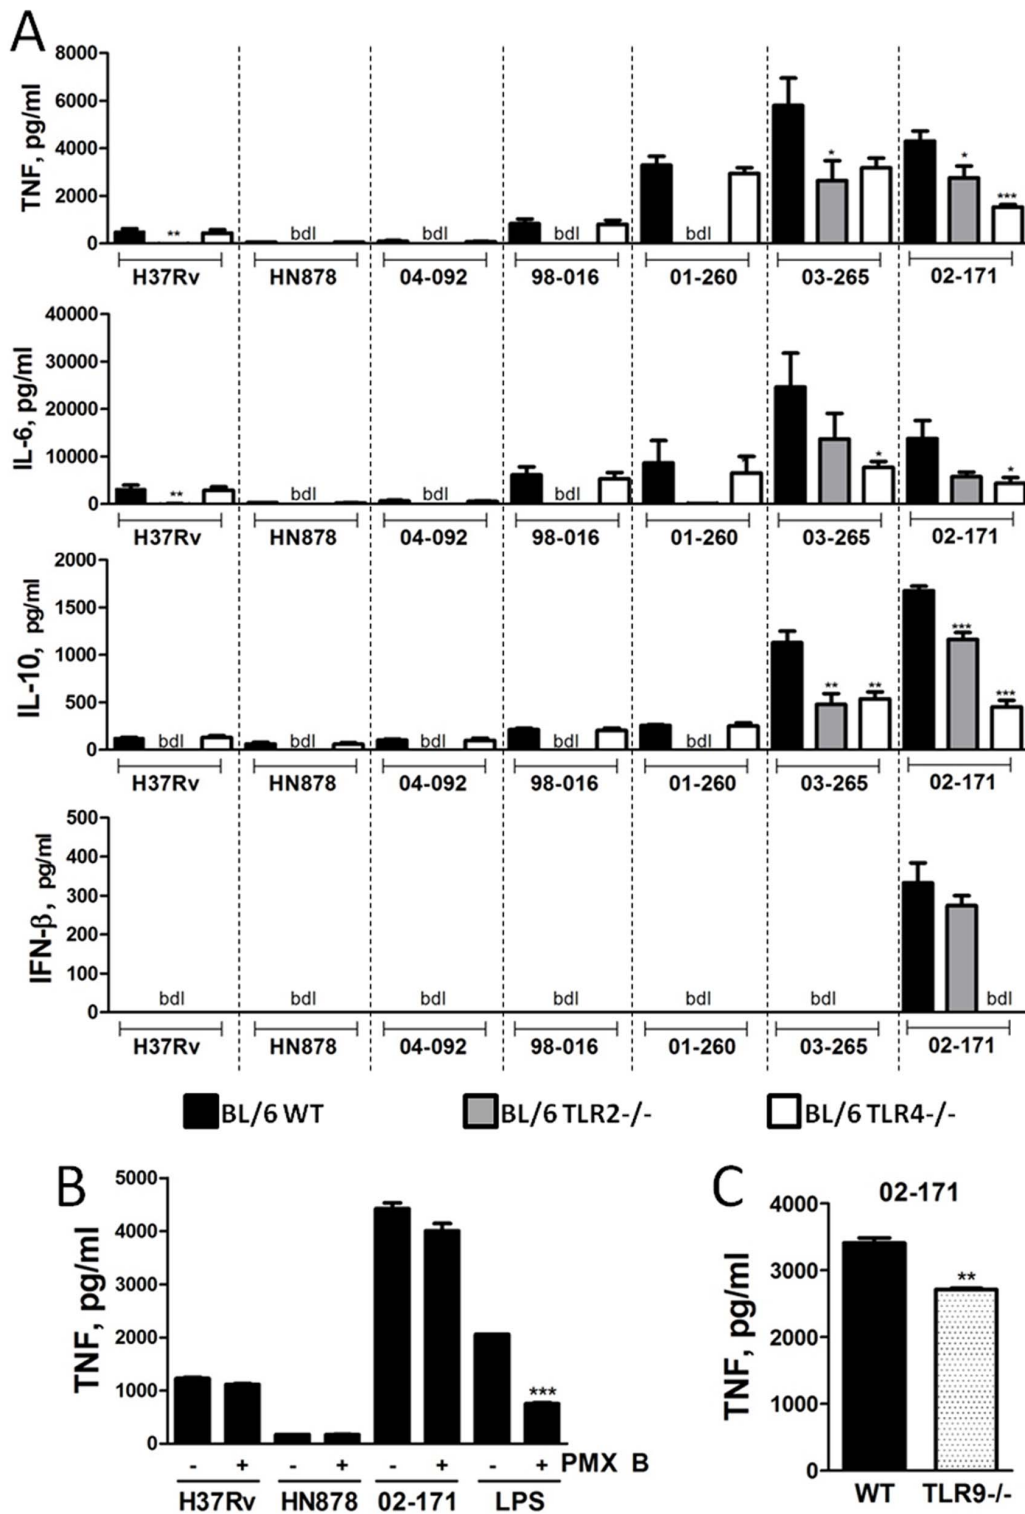 A
TNF, pg/ml
8000
6000
4000
2000
0
** bdl bdl bdl bdl * * ***
H37Rv HN878 04-092 98-016 01-260 03-265 02-171
IL-6, pg/ml
40000
30000
20000
10000
0
** bdl bdl bdl * *
H37Rv HN878 04-092 98-016 01-260 03-265 02-171
IL-10, pg/ml
2000
1500
1000
500
0
bdl bdl bdl bdl bdl ** ** *** ***
H37Rv HN878 04-092 98-016 01-260 03-265 02-171
IFN-β, pg/ml
500
400
300
200
100
0
bdl bdl bdl bdl bdl bdl bdl
H37Rv HN878 04-092 98-016 01-260 03-265 02-171
BL/6 WT BL/6 TLR2-/- BL/6 TLR4-/-
B
TNF, pg/ml
5000
4000
3000
2000
1000
0
***
- + - + - + - + PMX B
H37Rv HN878 02-171 LPS
C
02-171
TNF, pg/ml
4000
3000
2000
1000
0
**
WT TLR9-/-